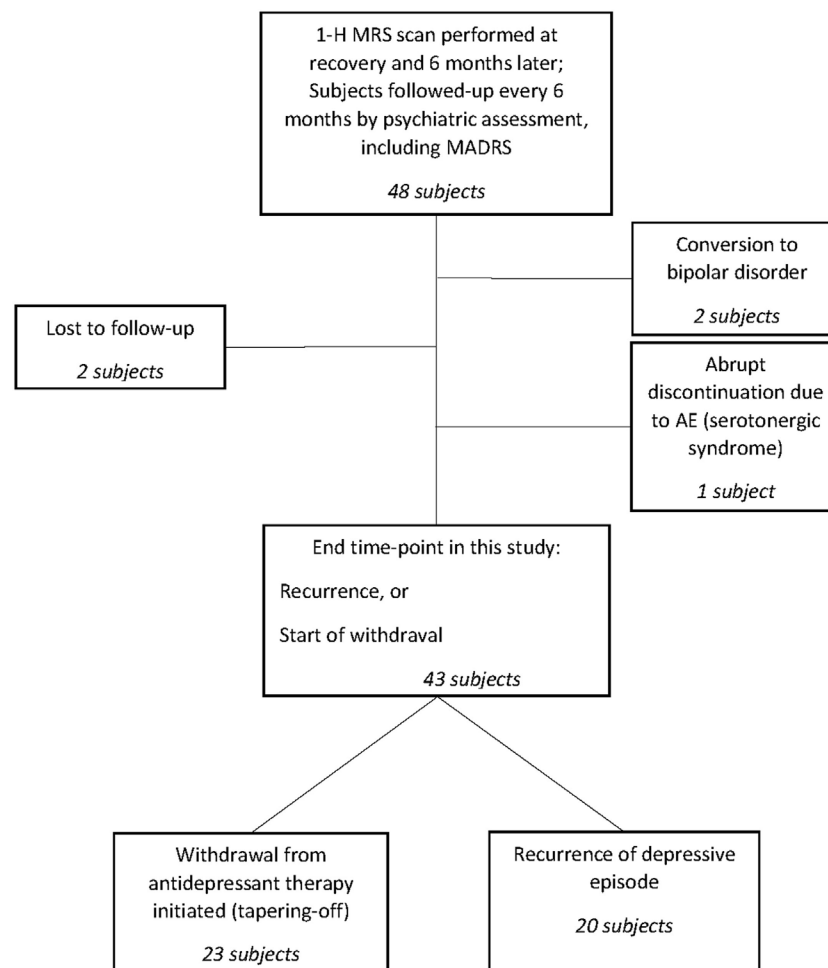 1-H MRS scan performed at
recovery and 6 months later;
Subjects followed-up every 6
months by psychiatric assessment,
including MADRS
48 subjects
Conversion to
bipolar disorder
2 subjects
Lost to follow-up
2 subjects
Abrupt
discontinuation due
to AE (serotonergic
syndrome)
1 subject
End time-point in this study:
Recurrence, or
Start of withdraval
43 subjects
Withdrawal from
antidepressant therapy
initiated (tapering-off)
23 subjects
Recurrence of depressive
episode
20 subjects